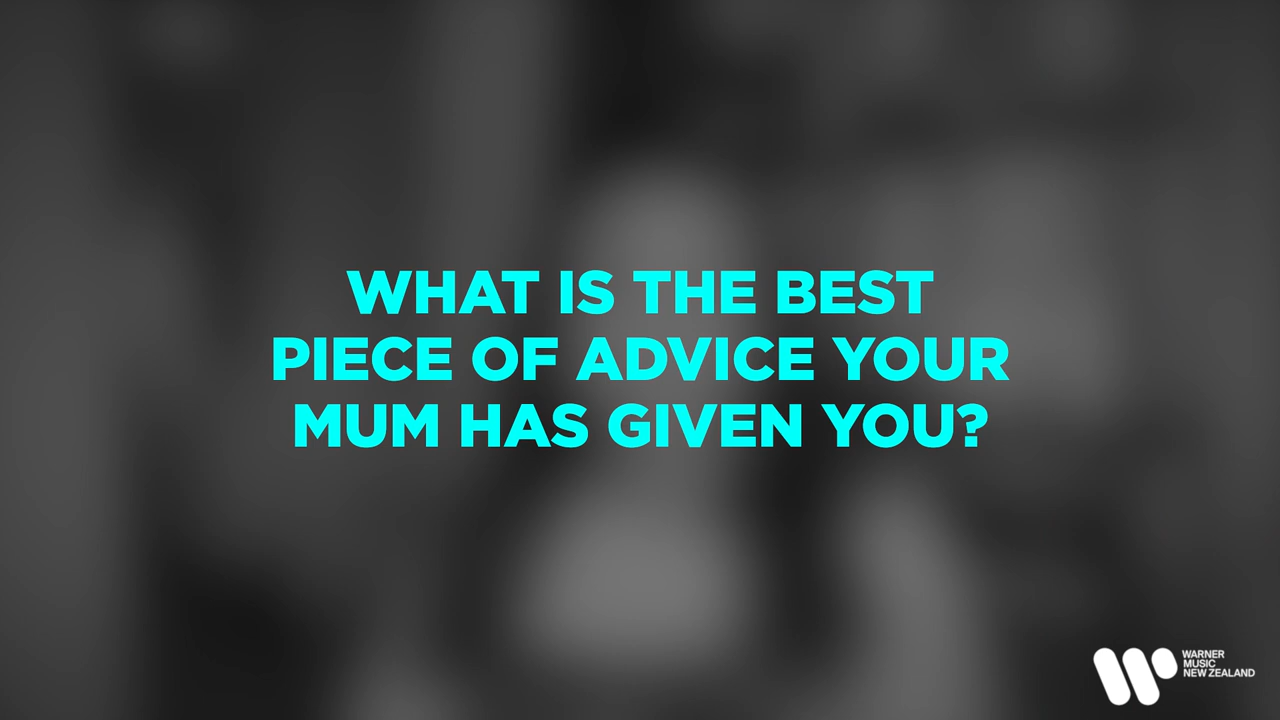 WHAT IS THE BEST
PIECE OF ADVICE YOUR
MUM HAS GIVEN YOU?
WARNER
MUSIC
NEW ZEALAND